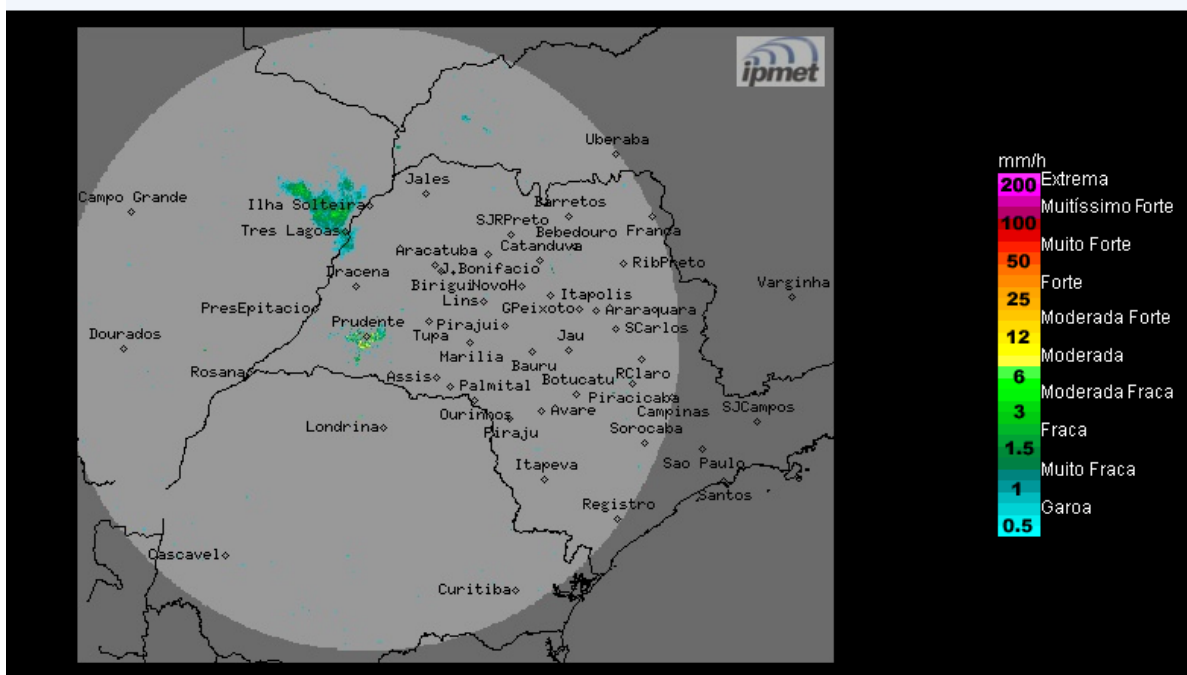 ipmet
Uberaba
Campo Grande
Jales
Ilha Solteira
Barretos
SJRPreto
Tres Lagoas
Bebedouro
Franca
Catanduva
Aracatuba
J.Bonifacio
RibPreto
Dracena
Varginha
Birigui
NovoH
Itapolis
Lins
PresEpitacio
GPeixoto
Araraquara
Prudente
Pirajui
SCarlos
Dourados
Tupa
Jau
Marilia
Bauru
Rosana
Assis
Botucatu
RClaro
Palmital
Piracicaba
SJCampos
Ourinhos
Avare
Campinas
Londrina
Piraju
Sorocaba
Itapeva
Sao Paulo
Santos
Registro
Cascavel
Curitiba
mm/h
200 Extrema
Muitíssimo Forte
100
Muito Forte
50
Forte
25
Moderada Forte
12
Moderada
6
Moderada Fraca
3
Fraca
1.5
Muito Fraca
1
Garoa
0.5